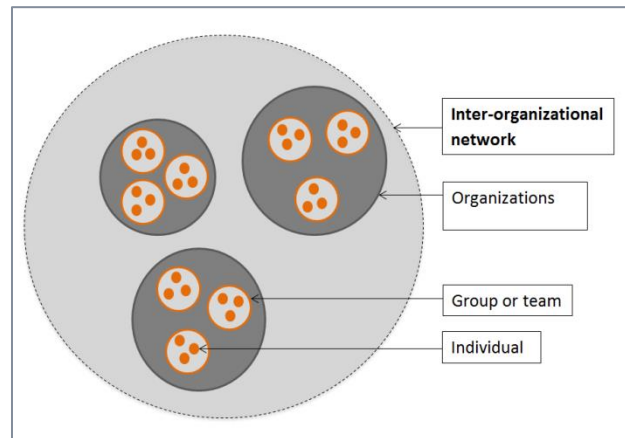 Inter-organizational
network
Organizations
Group or team
Individual